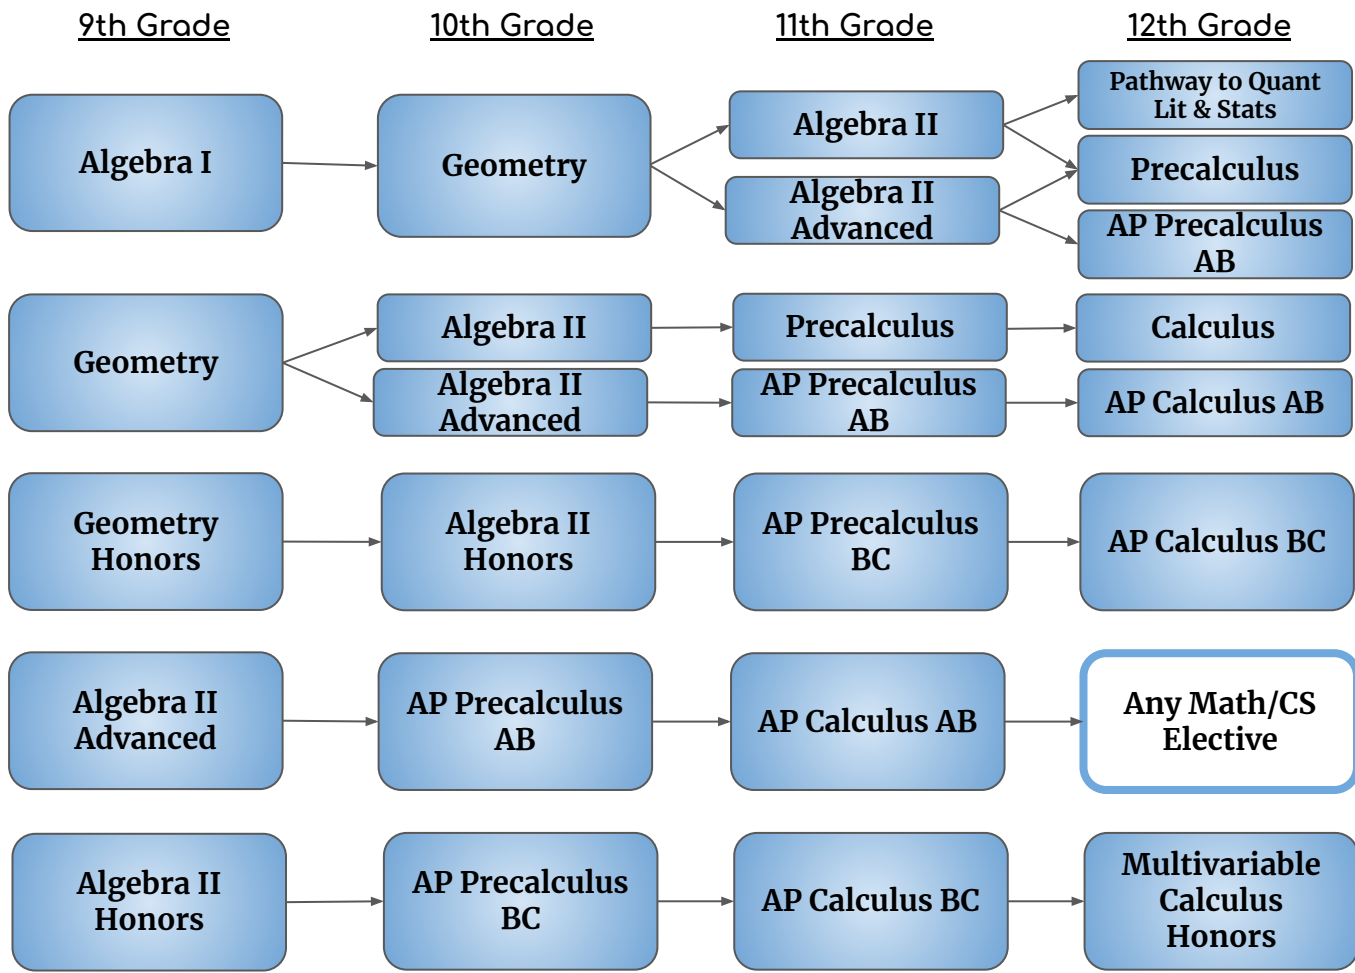 9th Grade
10th Grade
11th Grade
12th Grade
Algebra I
Geometry
Algebra II
Algebra II
Advanced
Pathway to Quant
Lit & Stats
Precalculus
AP Precalculus
AB
Geometry
Algebra II
Algebra II
Advanced
Precalculus
AP Precalculus
AB
Calculus
AP Calculus AB
Geometry
Honors
Algebra II
Honors
AP Precalculus
BC
AP Calculus BC
Algebra II
Advanced
AP Precalculus
AB
AP Calculus AB
Any Math/CS
Elective
Algebra II
Honors
AP Precalculus
BC
AP Calculus BC
Multivariable
Calculus
Honors